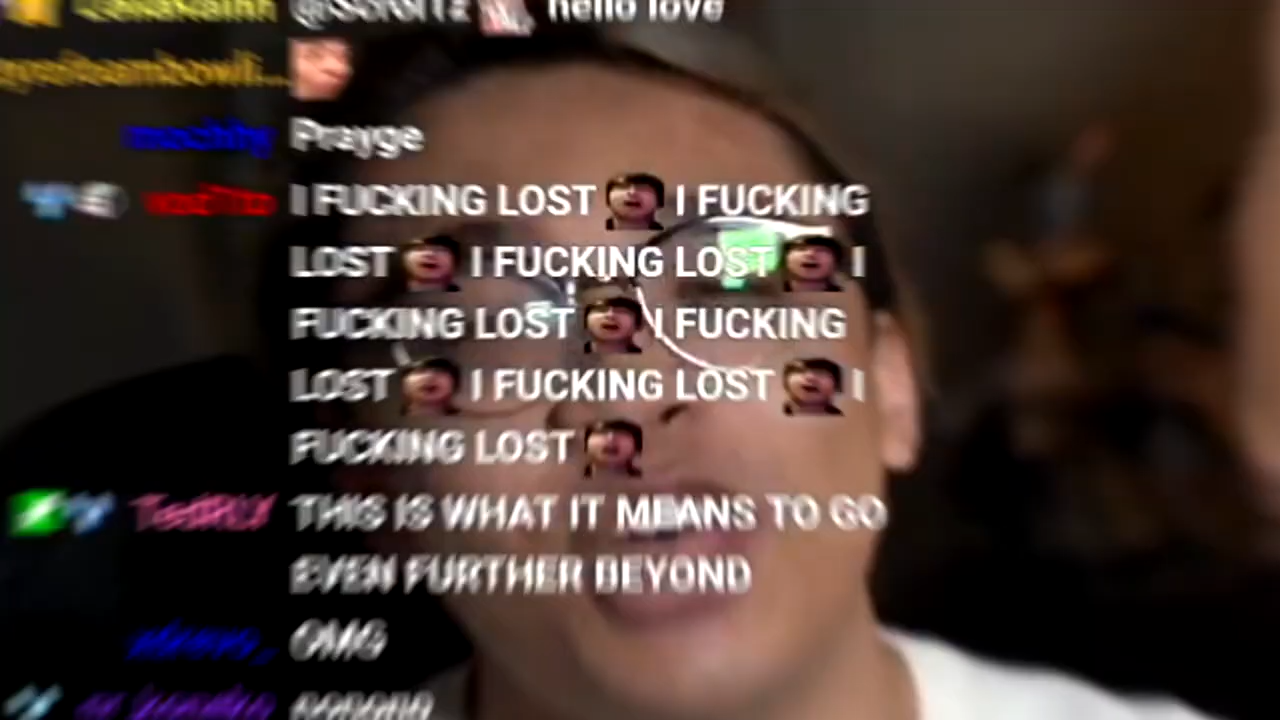 hello love
Prayge
I FUCKING LOST I FUCKING
LOST I FUCKING LOST I
FUCKING LOST I FUCKING
LOST I FUCKING LOST I
FUCKING LOST
TedRLY THIS IS WHAT IT MEANS TO GO
EVEN FURTHER BEYOND
OMG